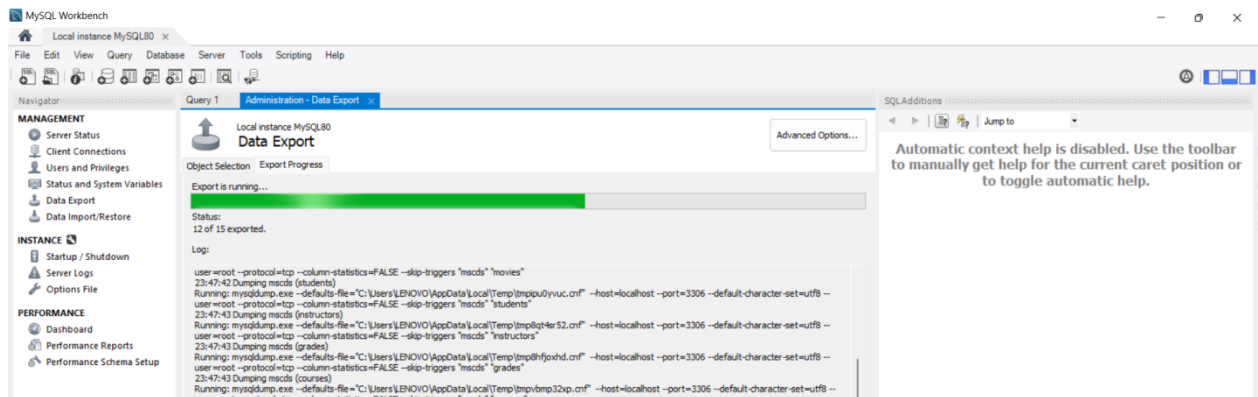 MySQL Workbench
Local instance MySQL80
File Edit View Query Database Server Tools Scripting Help
Navigator
MANAGEMENT
Server Status
Client Connections
Users and Privileges
Status and System Variables
Data Export
Data Import/Restore
INSTANCE
Startup / Shutdown
Server Logs
Options File
PERFORMANCE
Dashboard
Performance Reports
Performance Schema Setup
Query 1 Administration - Data Export
Local instance MySQL80
Data Export
Advanced Options...
Object Selection Export Progress
Export is running...
Status:
12 of 15 exported.
Log:
user=root --protocol=tcp --column-statistics=FALSE --skip-triggers "mscds" "movies"
23:47:42 Dumping mscds (students)
Running: mysqldump.exe --defaults-file="C:\Users\LENOVO\AppData\Local\Temp\tmpipu0yvuc.cnf" --host=localhost --port=3306 --default-character-set=utf8 --
user=root --protocol=tcp --column-statistics=FALSE --skip-triggers "mscds" "students"
23:47:43 Dumping mscds (instructors)
Running: mysqldump.exe --defaults-file="C:\Users\LENOVO\AppData\Local\Temp\tmp8qt4sr52.cnf" --host=localhost --port=3306 --default-character-set=utf8 --
user=root --protocol=tcp --column-statistics=FALSE --skip-triggers "mscds" "instructors"
23:47:43 Dumping mscds (grades)
Running: mysqldump.exe --defaults-file="C:\Users\LENOVO\AppData\Local\Temp\tmp8hfjoxhd.cnf" --host=localhost --port=3306 --default-character-set=utf8 --
user=root --protocol=tcp --column-statistics=FALSE --skip-triggers "mscds" "grades"
23:47:43 Dumping mscds (courses)
Running: mysqldump.exe --defaults-file="C:\Users\LENOVO\AppData\Local\Temp\tmpvbmp32xp.cnf" --host=localhost --port=3306 --default-character-set=utf8 --
SQLAdditions
Jump to
Automatic context help is disabled. Use the toolbar
to manually get help for the current caret position or
to toggle automatic help.